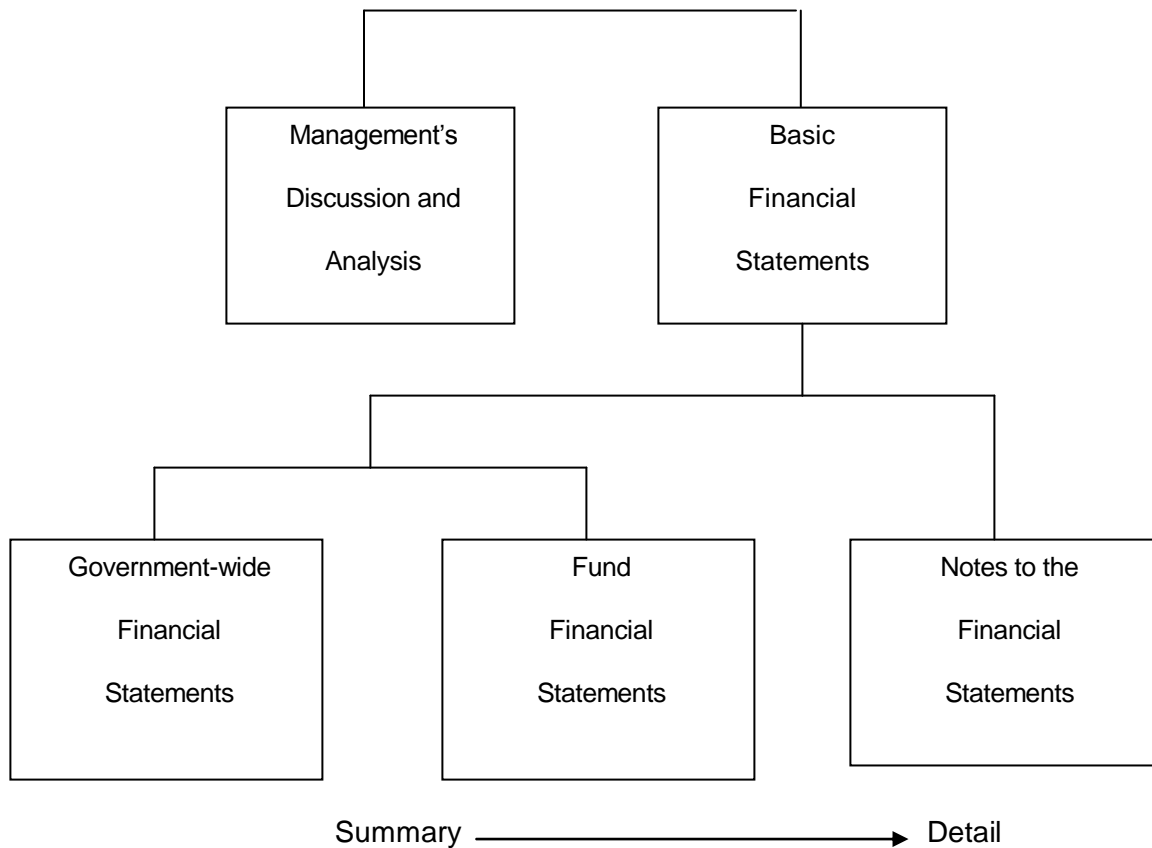 Management’s
Discussion and
Analysis
Basic
Financial
Statements
Government-wide
Financial
Statements
Fund
Financial
Statements
Notes to the
Financial
Statements
Summary
Detail